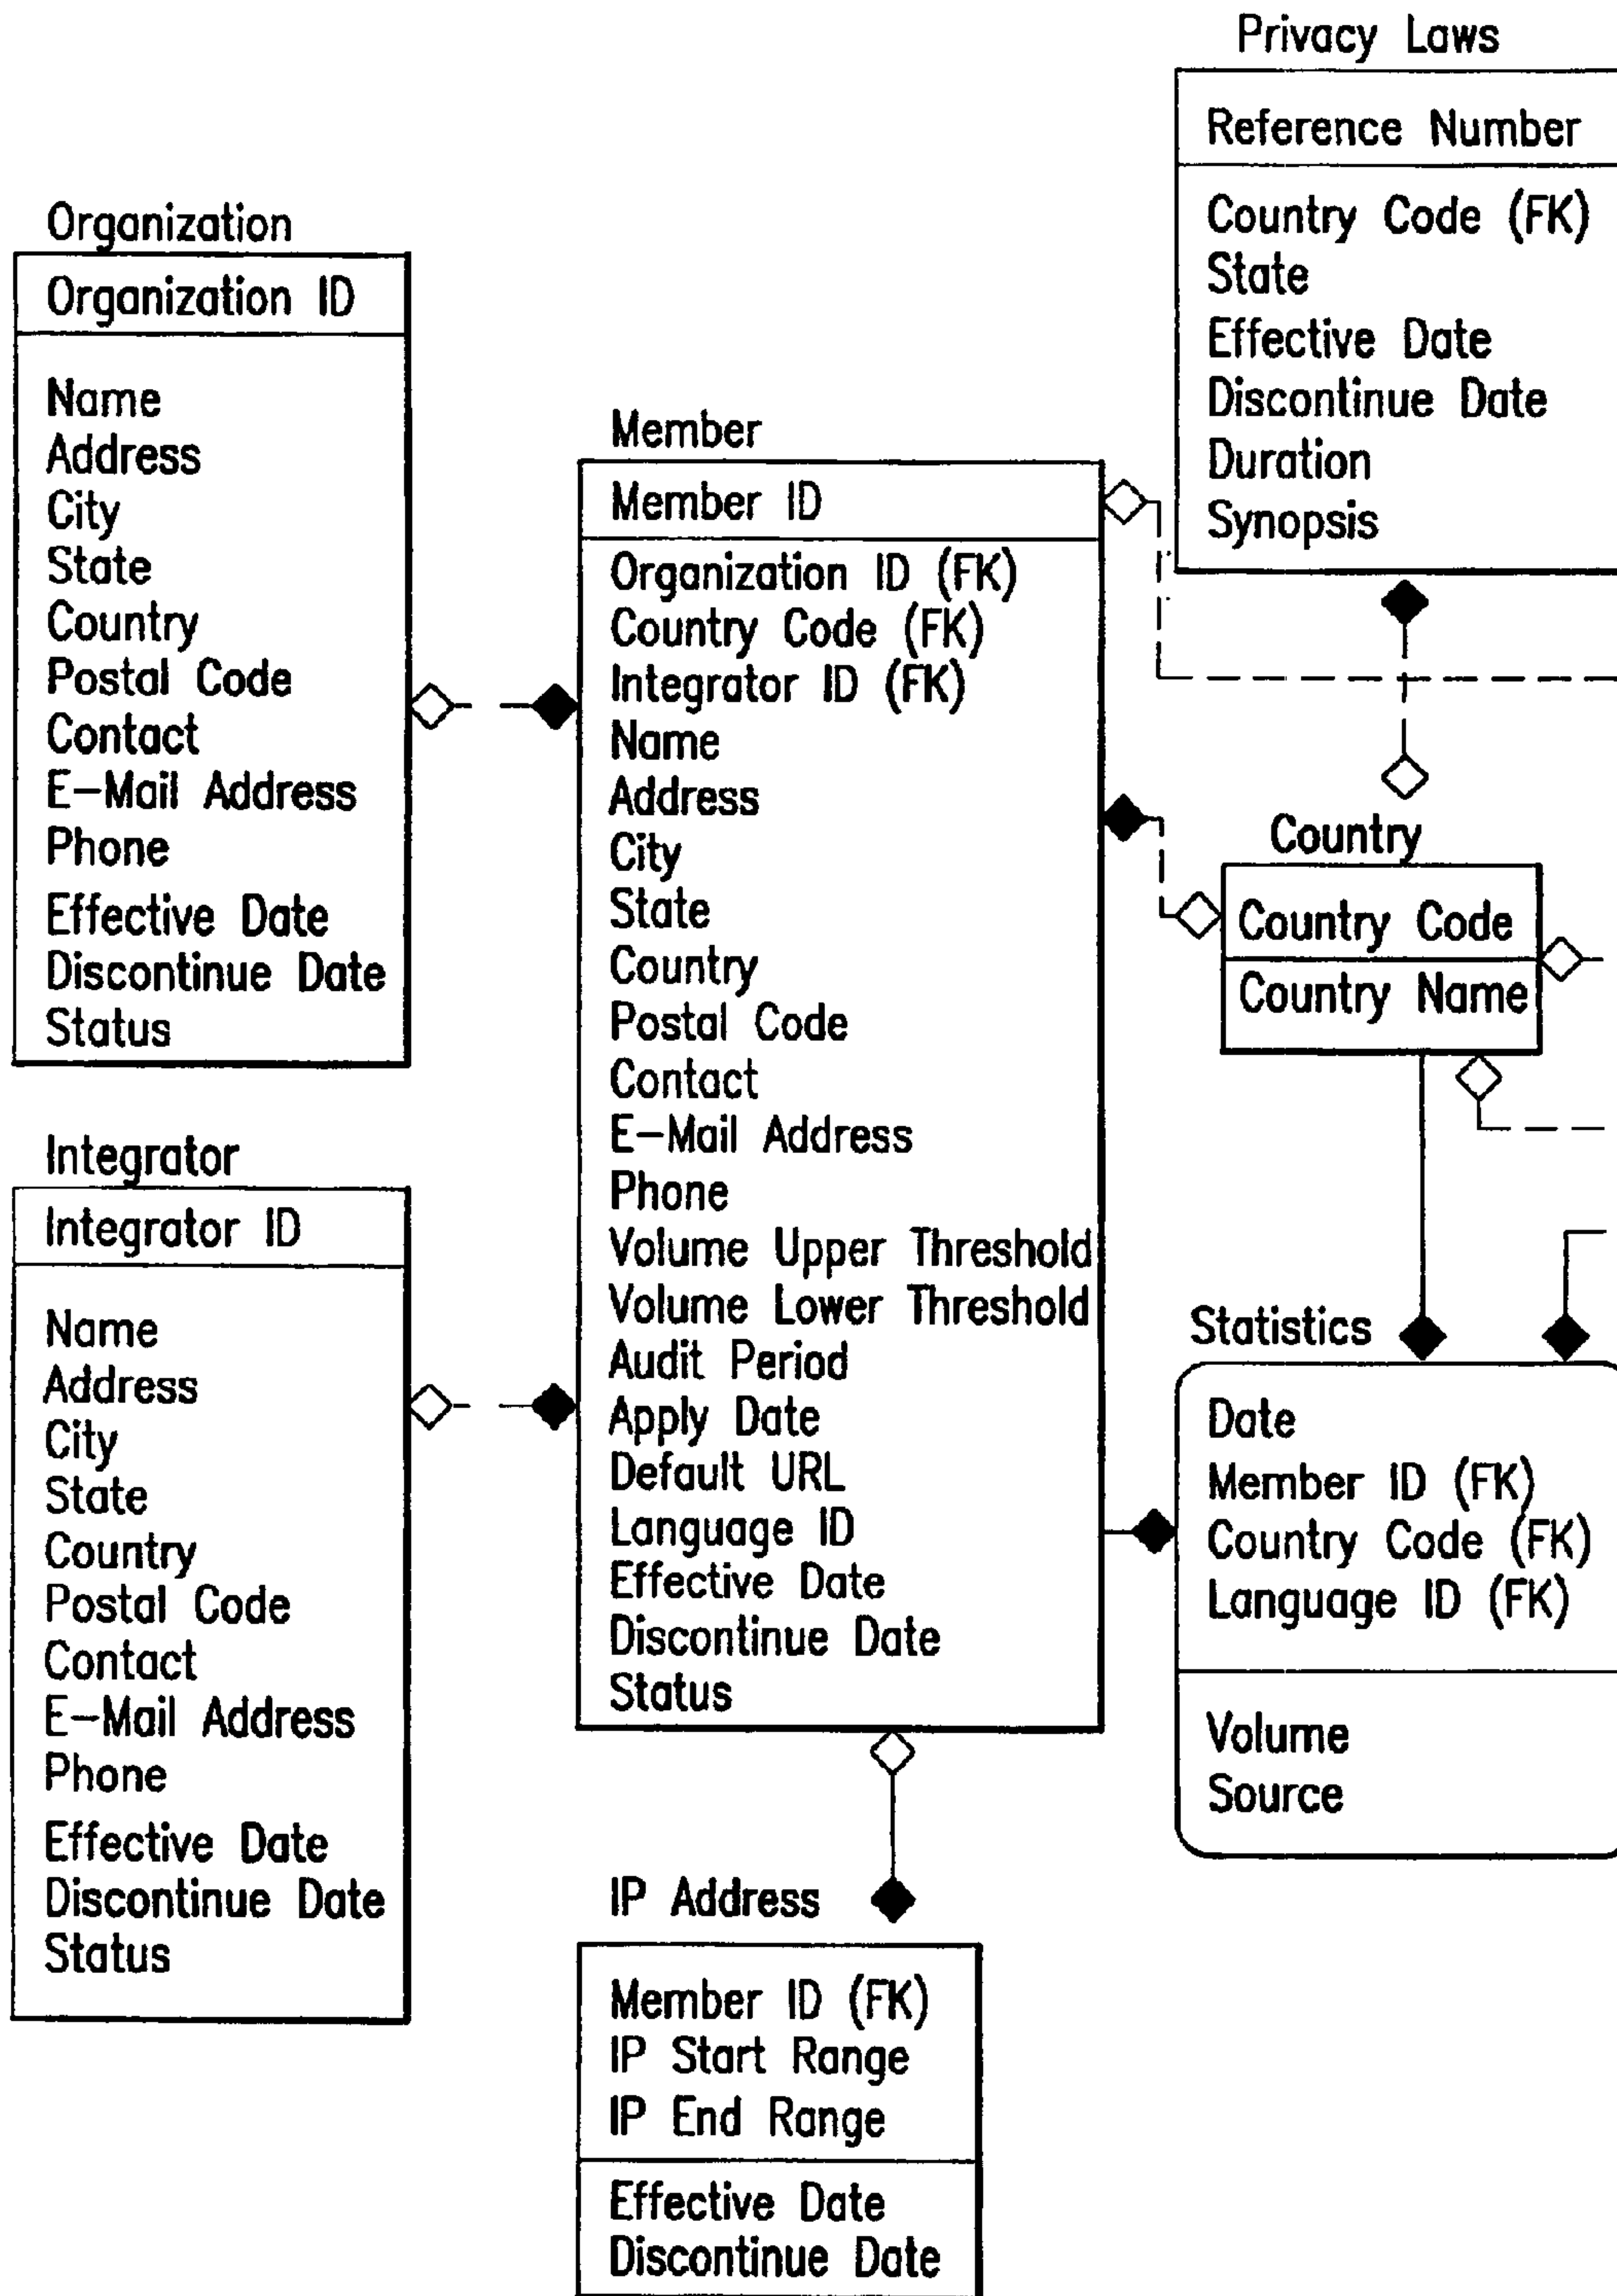 Organization
Organization ID
Name
Address
City
State
Country
Postal Code
Contact
E-Mail Address
Phone
Effective Date
Discontinue Date
Status
Integrator
Integrator ID
Name
Address
City
State
Country
Postal Code
Contact
E-Mail Address
Phone
Effective Date
Discontinue Date
Status
Member
Member ID
Organization ID (FK)
Country Code (FK)
Integrator ID (FK)
Name
Address
City
State
Country
Postal Code
Contact
E-Mail Address
Phone
Volume Upper Threshold
Volume Lower Threshold
Audit Period
Apply Date
Default URL
Language ID
Effective Date
Discontinue Date
Status
IP Address
Member ID (FK)
IP Start Range
IP End Range
Effective Date
Discontinue Date
Privacy Laws
Reference Number
Country Code (FK)
State
Effective Date
Discontinue Date
Duration
Synopsis
Country
Country Code
Country Name
Statistics
Date
Member ID (FK)
Country Code (FK)
Language ID (FK)
Volume
Source